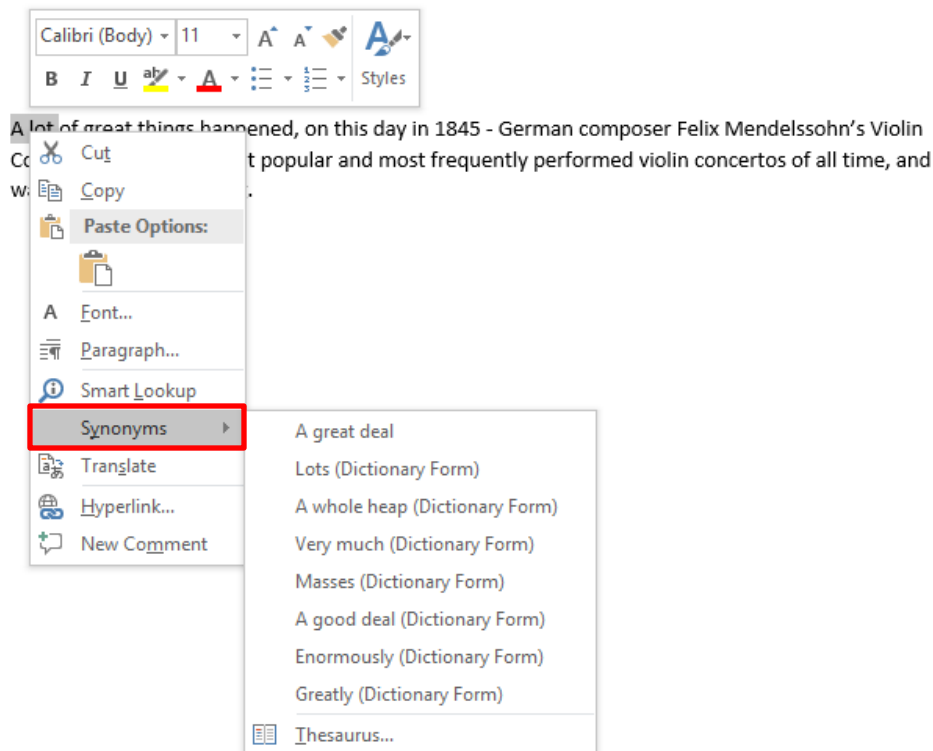 Calibri (Body) 11 A A Styles
B I U aby A
A lot of great things happened, on this day in 1845 - German composer Felix Mendelssohn’s Violin
t popular and most frequently performed violin concertos of all time, and
Cut
Copy
Paste Options:
A Font...
Paragraph...
Smart Lookup
Synonyms
Translate
Hyperlink...
New Comment
A great deal
Lots (Dictionary Form)
A whole heap (Dictionary Form)
Very much (Dictionary Form)
Masses (Dictionary Form)
A good deal (Dictionary Form)
Enormously (Dictionary Form)
Greatly (Dictionary Form)
Thesaurus...